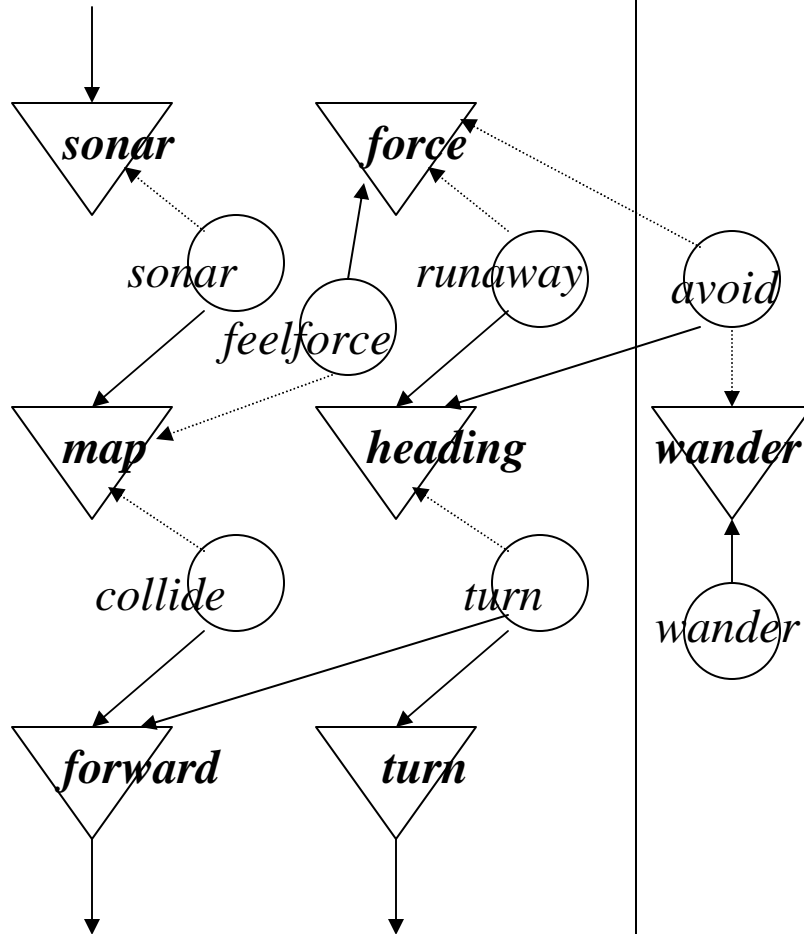 sonar
force
sonar
runaway
avoid
feelforce
map
heading
wander
collide
turn
wander
forward
turn